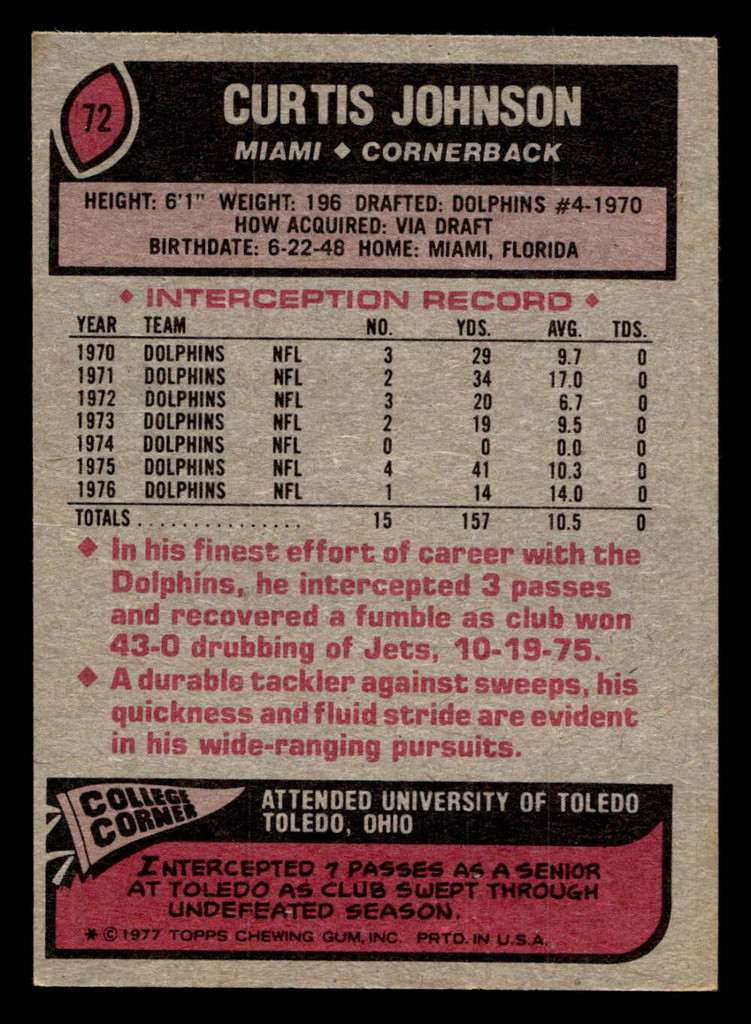 72
CURTIS JOHNSON
MIAMI ◆ CORNERBACK
HEIGHT: 6'1" WEIGHT: 196 DRAFTED: DOLPHINS #4-1970
HOW ACQUIRED: VIA DRAFT
BIRTHDATE: 6-22-48 HOME: MIAMI, FLORIDA
◆ INTERCEPTION RECORD ◆
YEAR TEAM NO. YDS. AVG. TDS.
1970 DOLPHINS NFL 3 29 9.7 0
1971 DOLPHINS NFL 2 34 17.0 0
1972 DOLPHINS NFL 3 20 6.7 0
1973 DOLPHINS NFL 2 19 9.5 0
1974 DOLPHINS NFL 0 0 0.0 0
1975 DOLPHINS NFL 4 41 10.3 0
1976 DOLPHINS NFL 1 14 14.0 0
TOTALS ............... 15 157 10.5 0
◆ In his finest effort of career with the
Dolphins, he intercepted 3 passes
and recovered a fumble as club won
43-0 drubbing of Jets, 10-19-75.
◆ A durable tackler against sweeps, his
quickness and fluid stride are evident
in his wide-ranging pursuits.
COLLEGE
CORNER
ATTENDED UNIVERSITY OF TOLEDO
TOLEDO, OHIO
INTERCEPTED 7 PASSES AS A SENIOR
AT TOLEDO AS CLUB SWEPT THROUGH
UNDEFEATED SEASON.
* © 1977 TOPPS CHEWING GUM, INC. PRTD. IN U.S.A.